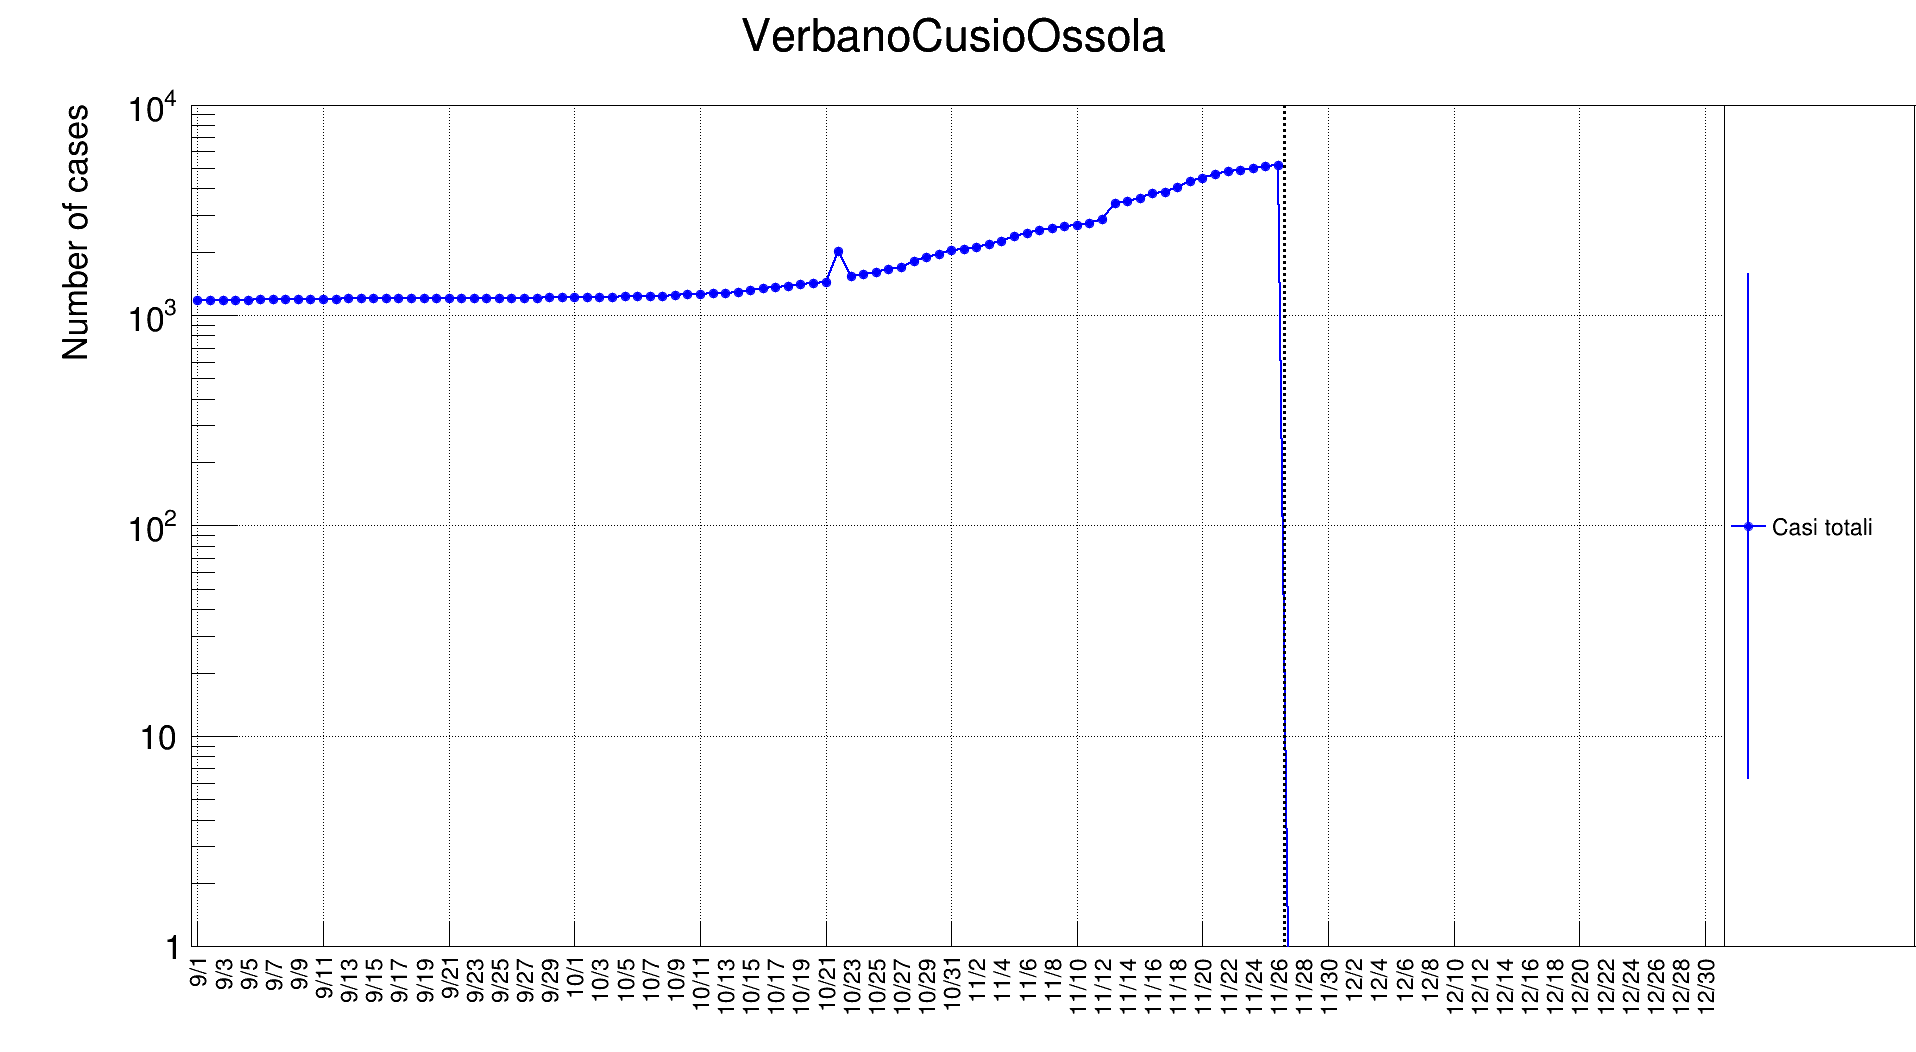 VerbanoCusioOssola
Number of cases
10^4
10^3
10^2
10
1
9/1 9/3 9/5 9/7 9/9 9/11 9/13 9/15 9/17 9/19 9/21 9/23 9/25 9/27 9/29 10/1 10/3 10/5 10/7 10/9 10/11 10/13 10/15 10/17 10/19 10/21 10/23 10/25 10/27 10/29 10/31 11/2 11/4 11/6 11/8 11/10 11/12 11/14 11/16 11/18 11/20 11/22 11/24 11/26 11/28 11/30 12/2 12/4 12/6 12/8 12/10 12/12 12/14 12/16 12/18 12/20 12/22 12/24 12/26 12/28 12/30
Casi totali